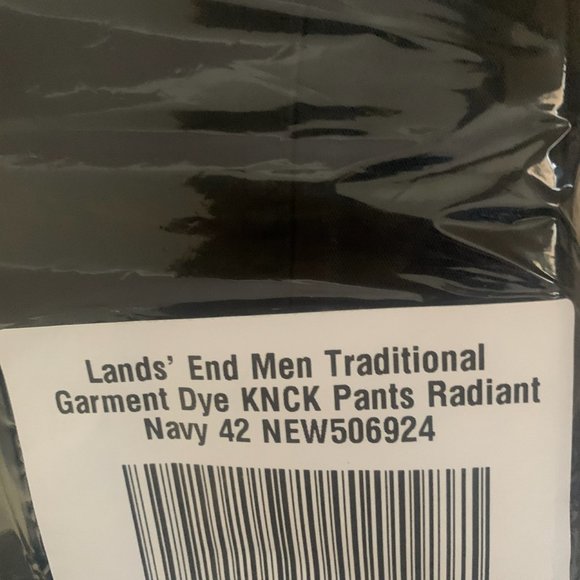 Lands’ End Men Traditional
Garment Dye KNCK Pants Radiant
Navy 42 NEW506924